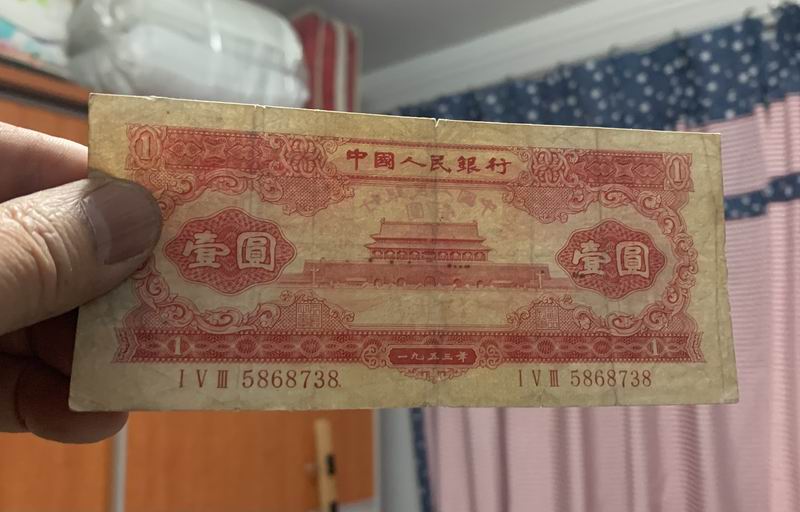 1 中國人民銀行 1
壹圓 壹圓
1 一九五三年 1
I V III 5868738 I V III 5868738